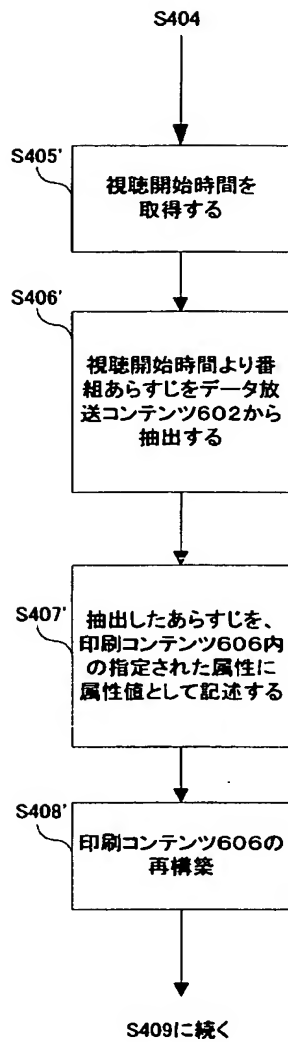 S404
S405'
視聴開始時間を
取得する
S406'
視聴開始時間より番
組あらすじをデータ放
送コンテンツ602から
抽出する
S407'
抽出したあらすじを、
印刷コンテンツ606内
の指定された属性に
属性値として記述する
S408'
印刷コンテンツ606の
再構築
S409に続く